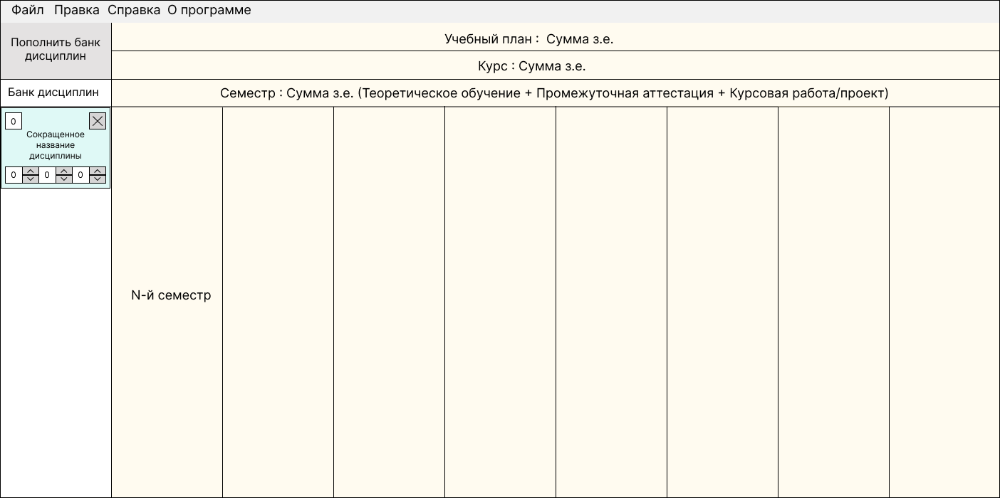 Файл Правка Справка О программе
Пополнить банк
дисциплин
Учебный план : Сумма з.е.
Курс : Сумма з.е.
Банк дисциплин
Семестр : Сумма з.е. (Теоретическое обучение + Промежуточная аттестация + Курсовая работа/проект)
0
Сокращенное
название
дисциплины
0 0 0
N-й семестр